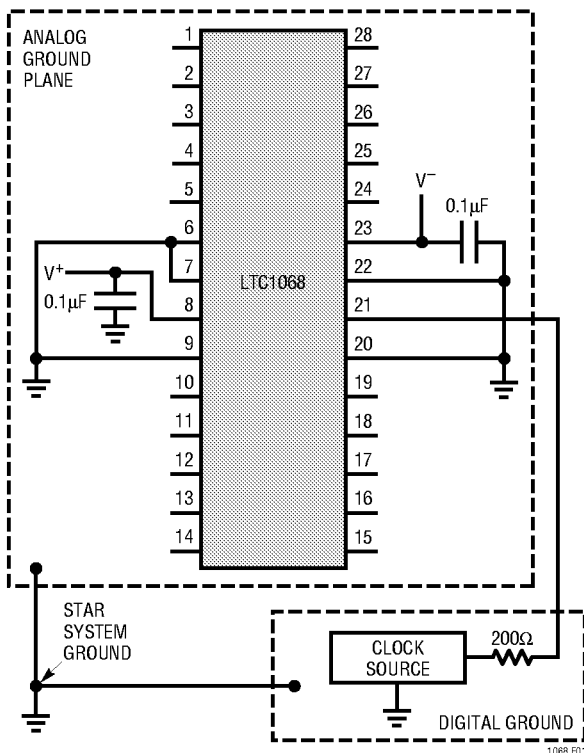 ANALOG
GROUND
PLANE
1
28
2
27
3
26
4
25
5
24
6
23
7
22
8
21
9
20
10
19
11
18
12
17
13
16
14
15
LTC1068
V+
0.1µF
V−
0.1µF
STAR
SYSTEM
GROUND
CLOCK
SOURCE
200Ω
DIGITAL GROUND